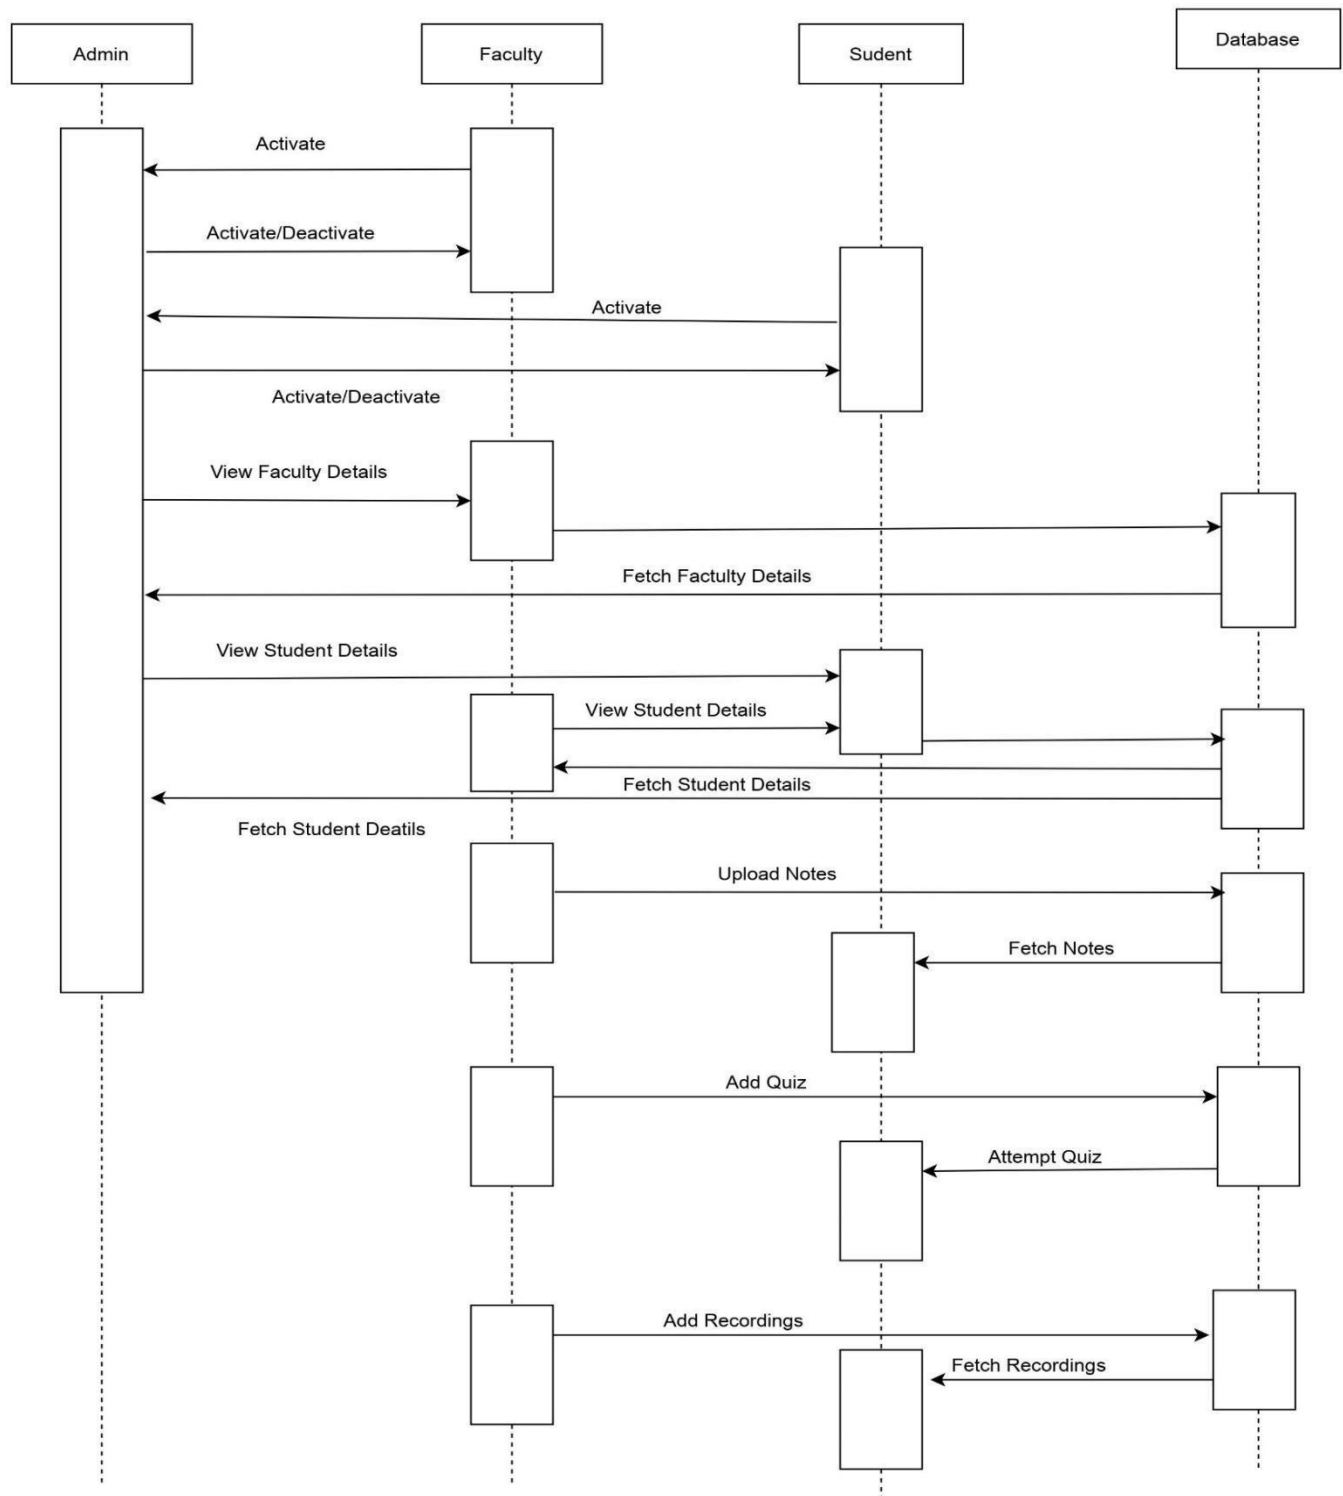 Admin
Faculty
Sudent
Database
Activate
Activate/Deactivate
Activate
Activate/Deactivate
View Faculty Details
Fetch Factulty Details
View Student Details
View Student Details
Fetch Student Details
Fetch Student Deatils
Upload Notes
Fetch Notes
Add Quiz
Attempt Quiz
Add Recordings
Fetch Recordings